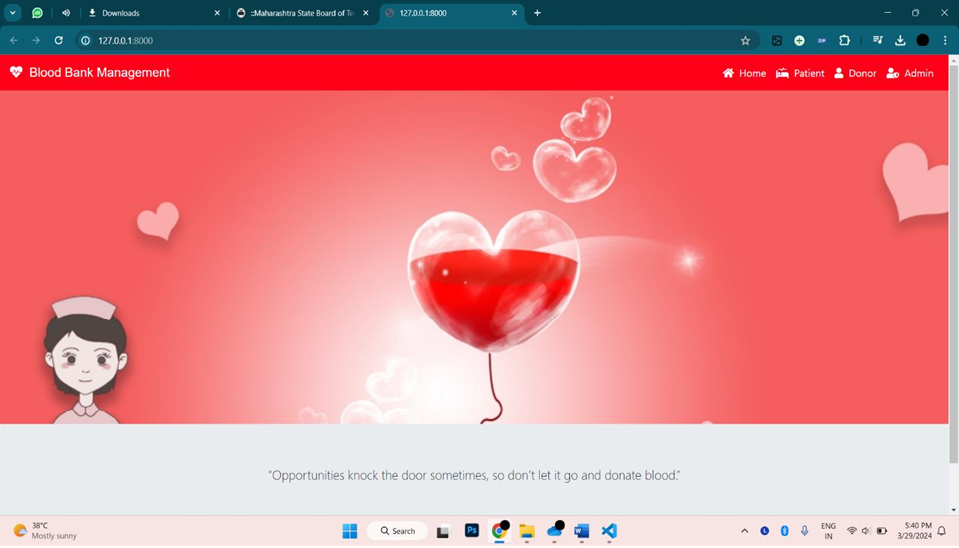 Downloads
::Maharashtra State Board of Te
127.0.0.1:8000
127.0.0.1:8000
Blood Bank Management
Home Patient Donor Admin
“Opportunities knock the door sometimes, so don’t let it go and donate blood.”
38°C
Mostly sunny
Search
Ps
ENG
IN
5:40 PM
3/29/2024